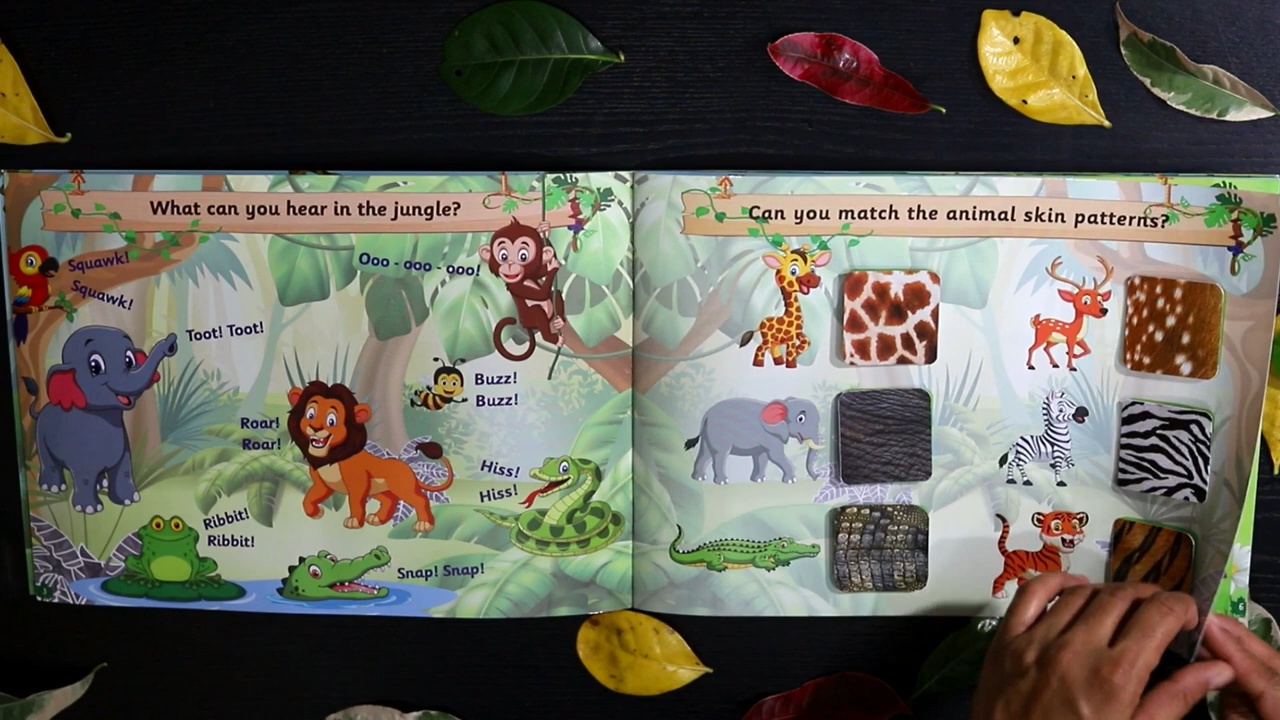 What can you hear in the jungle?
Squawk!
Squawk!
Ooo - ooo - ooo!
Toot! Toot!
Buzz!
Buzz!
Roar!
Roar!
Hiss!
Hiss!
Ribbit!
Ribbit!
Snap! Snap!
Can you match the animal skin patterns?
6